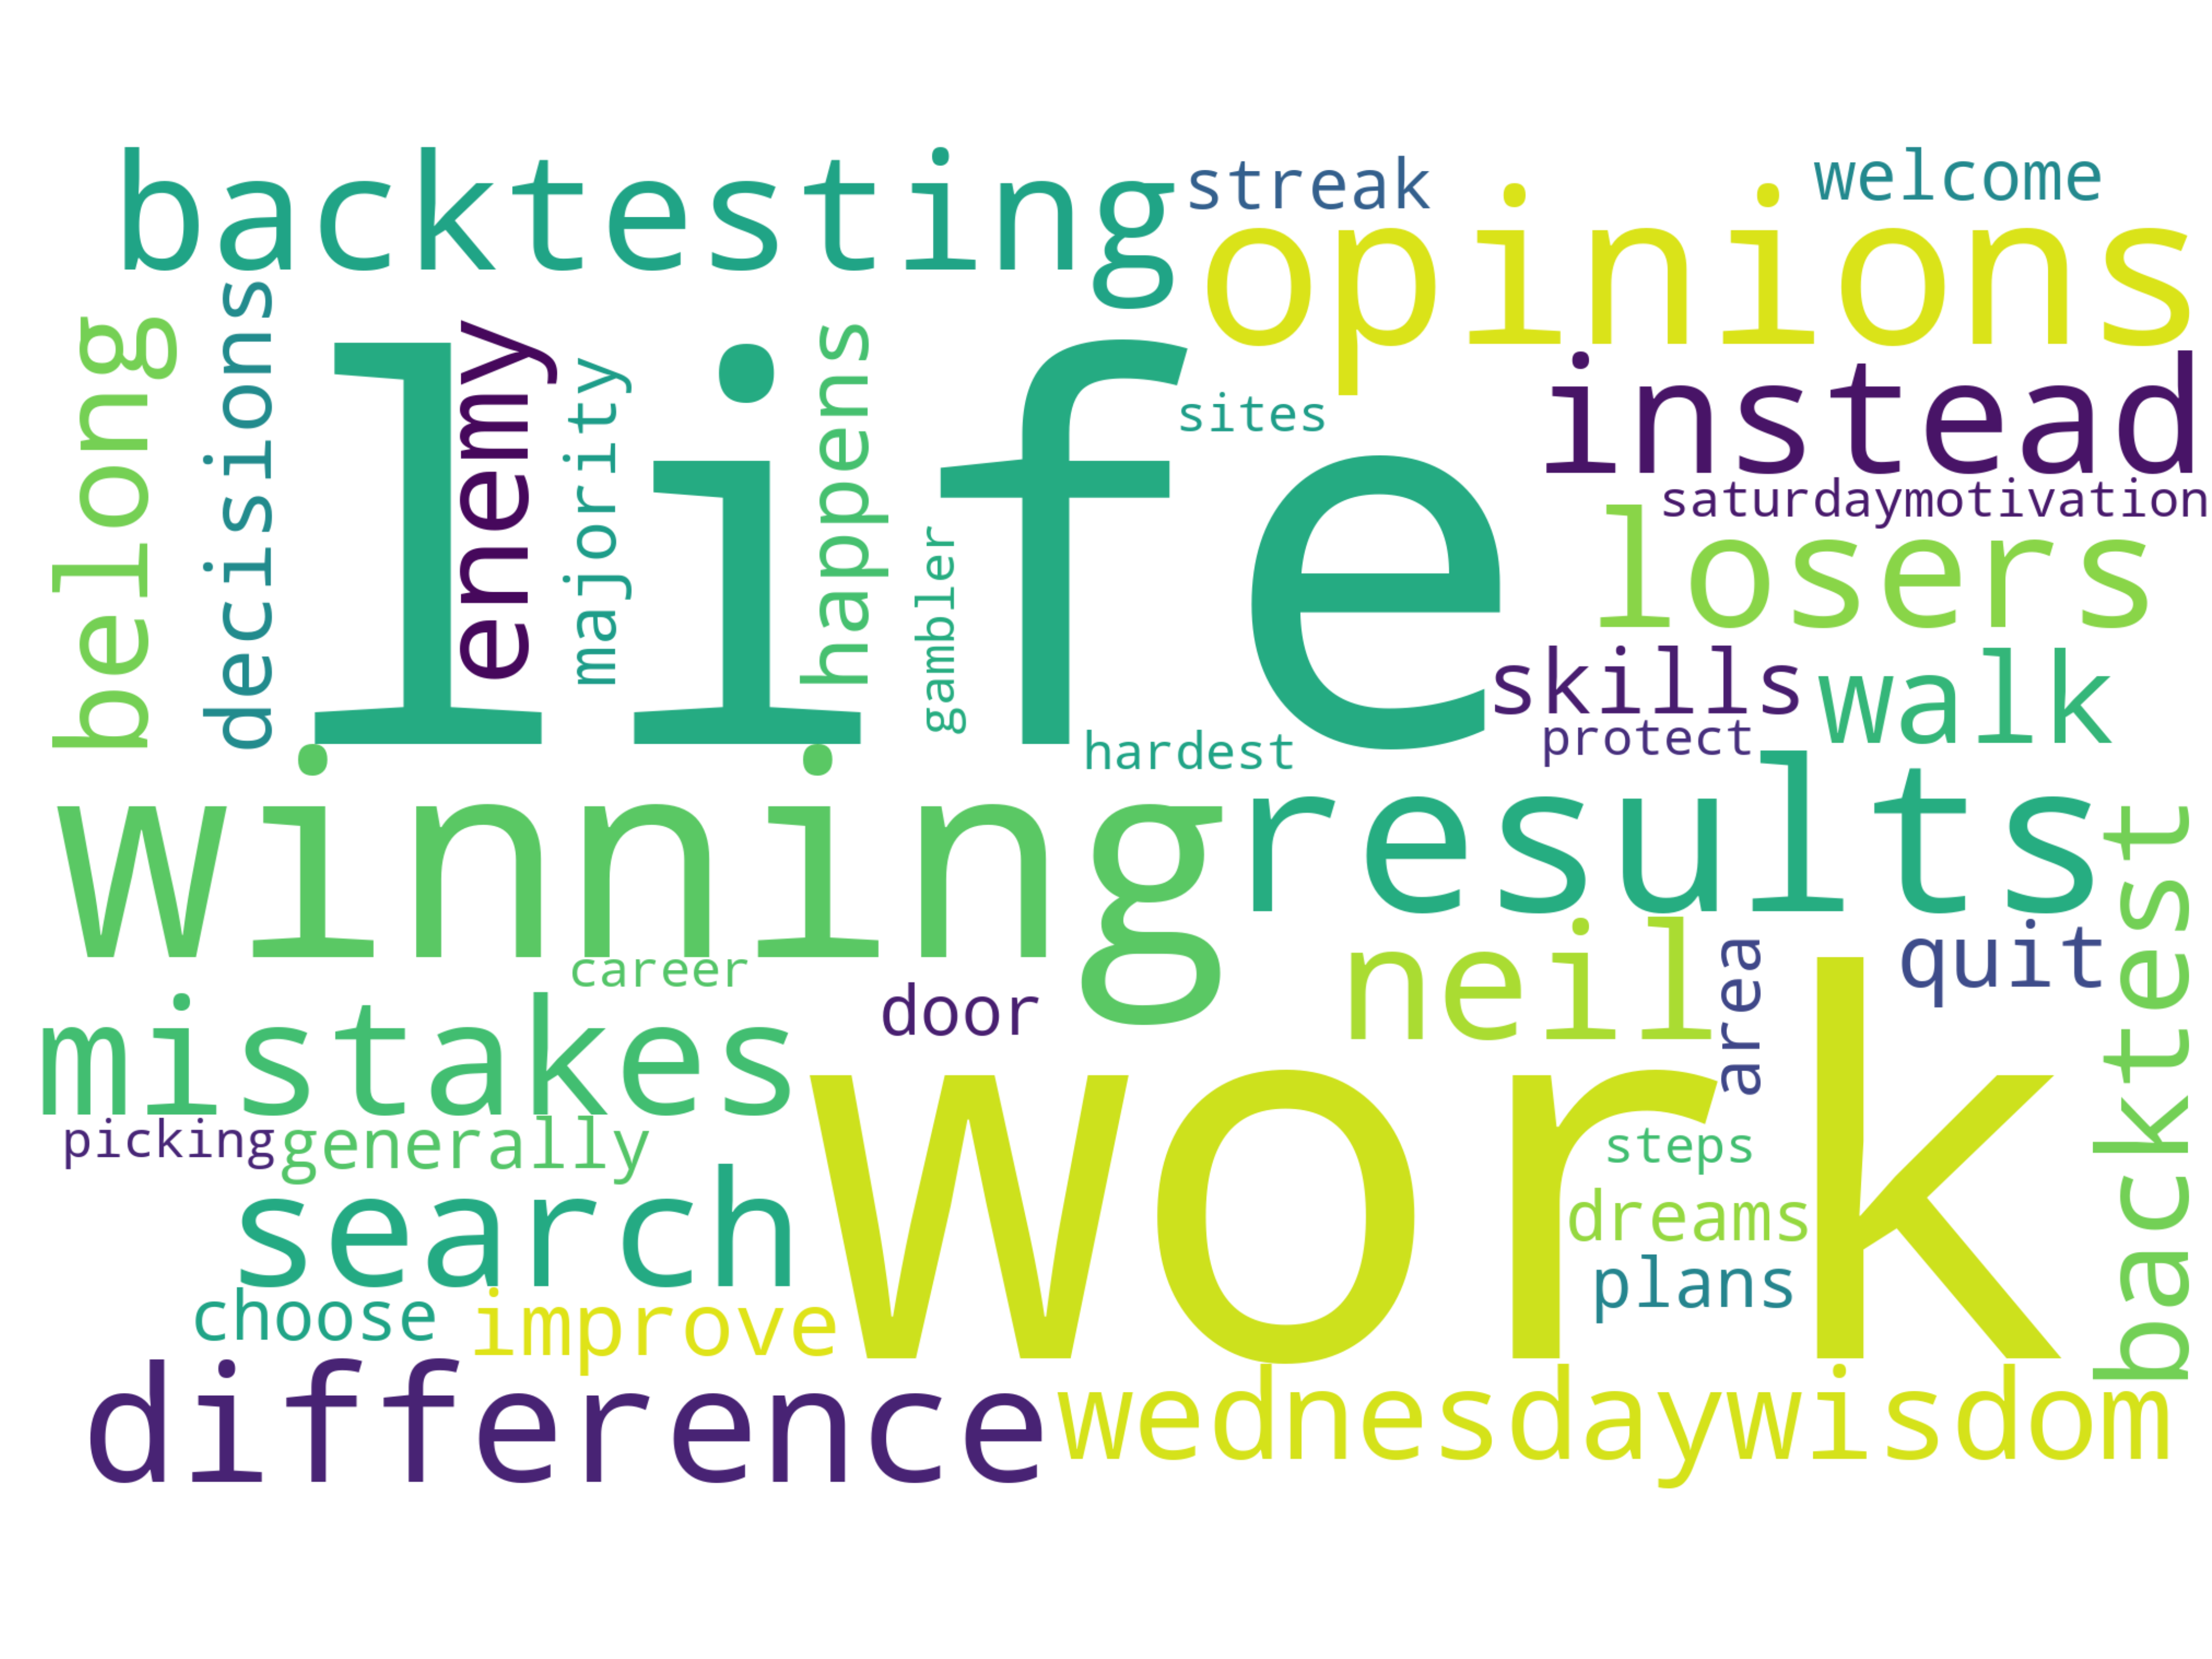 backtesting
streak
welcome
opinions
belong
decisions
enemy
majority
happens
life
sites
instead
saturdaymotivation
gambler
losers
skills
walk
protect
hardest
winning
results
backtest
career
door
neil
area
quit
mistakes
work
picking
generally
steps
search
dreams
plans
choose
improve
difference
wednesdaywisdom